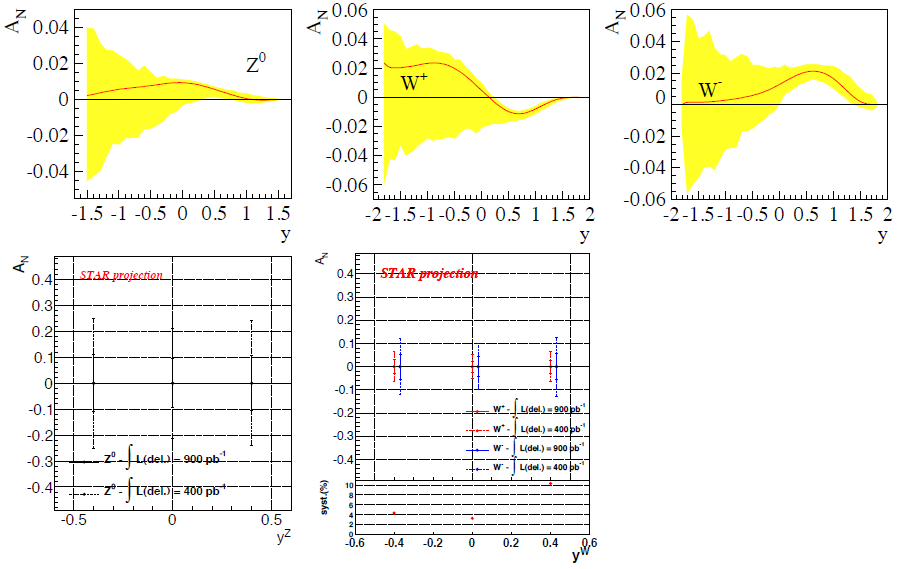 A_N
0.04
0.02
0
-0.02
-0.04
Z^0
-1.5 -1 -0.5 0 0.5 1 1.5
y
A_N
0.06
0.04
0.02
0
-0.02
-0.04
-0.06
W^+
-2 -1.5 -1 -0.5 0 0.5 1 1.5 2
y
A_N
0.06
0.04
0.02
0
-0.02
-0.04
-0.06
W^-
-2 -1.5 -1 -0.5 0 0.5 1 1.5 2
y
A_N
STAR projection
0.4
0.3
0.2
0.1
0
-0.1
-0.2
-0.3
-0.4
Z^0 - ∫ L(del.) = 900 pb^-1
Z^0 - ∫ L(del.) = 400 pb^-1
-0.5 0 0.5
y^Z
A_N
STAR projection
0.4
0.3
0.2
0.1
0
-0.1
-0.2
-0.3
-0.4
W^+ - ∫ L(del.) = 900 pb^-1
W^+ - ∫ L(del.) = 400 pb^-1
W^- - ∫ L(del.) = 900 pb^-1
W^- - ∫ L(del.) = 400 pb^-1
syst.(%)
10
8
6
4
2
0
-0.6 -0.4 -0.2 0 0.2 0.4 0.6
y^W